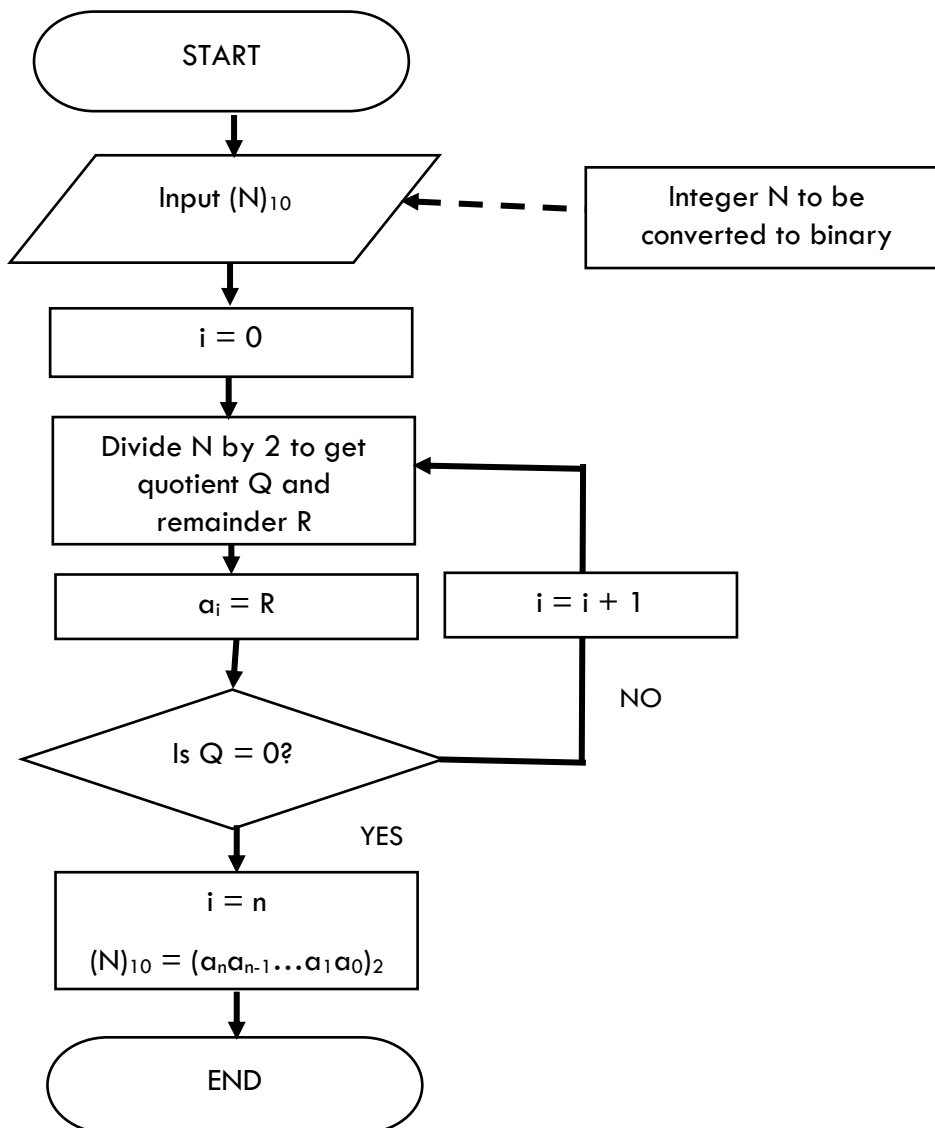 START
Input (N)₁₀
Integer N to be
converted to binary
i = 0
Divide N by 2 to get
quotient Q and
remainder R
aᵢ = R
i = i + 1
NO
Is Q = 0?
YES
i = n
(N)₁₀ = (aₙaₙ₋₁…a₁a₀)₂
END